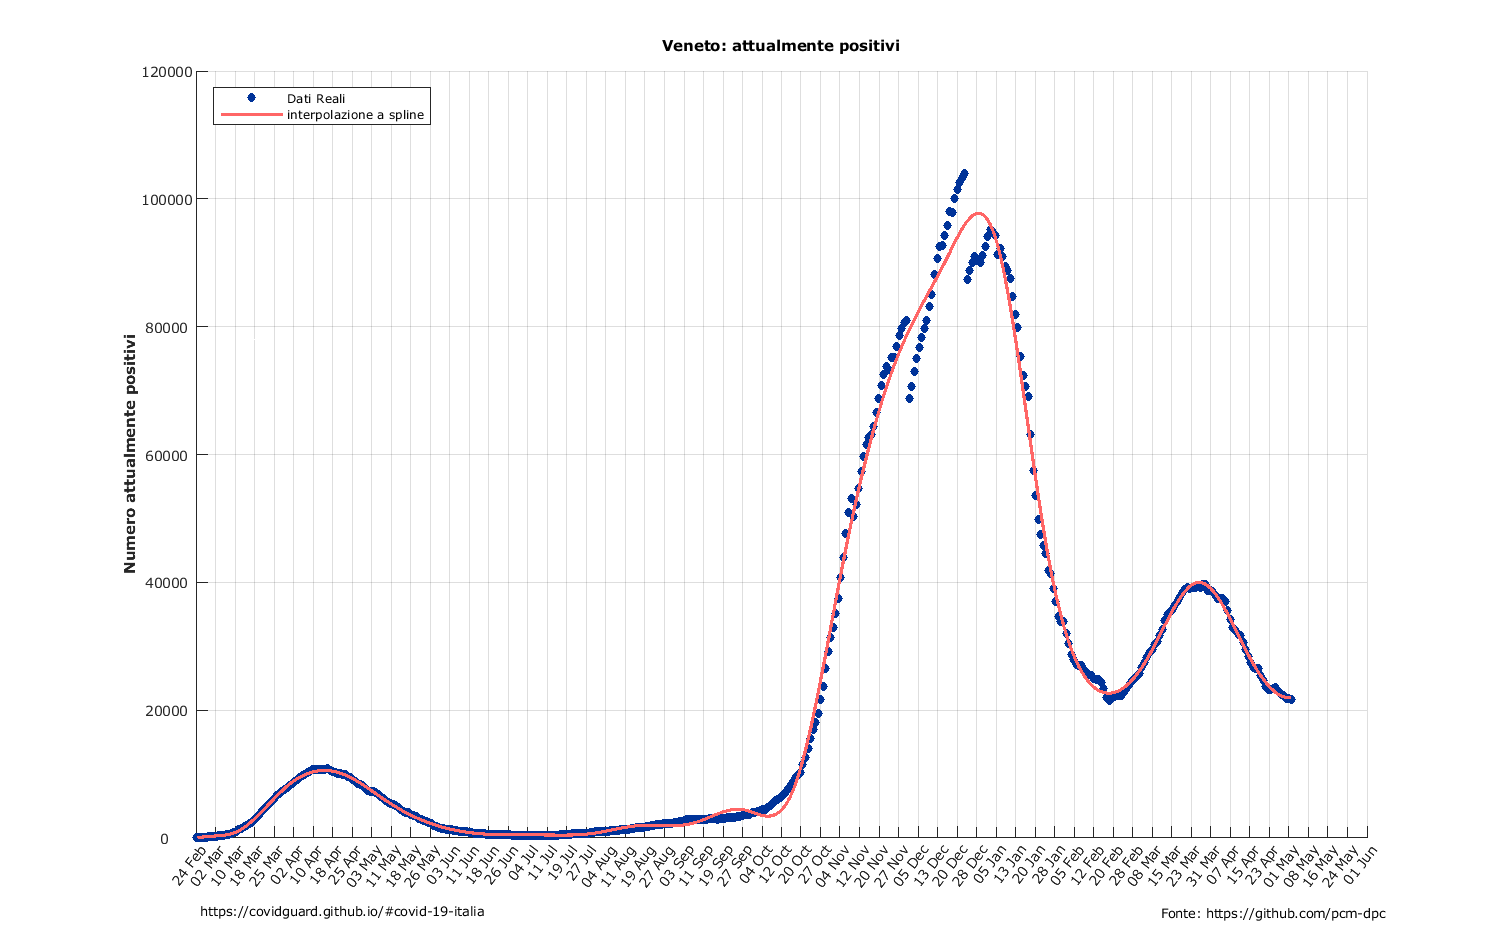 Veneto: attualmente positivi
Dati Reali
interpolazione a spline
Numero attualmente positivi
120000
100000
80000
60000
40000
20000
0
24 Feb
02 Mar
10 Mar
18 Mar
25 Mar
02 Apr
10 Apr
18 Apr
25 Apr
03 May
11 May
18 May
26 May
03 Jun
11 Jun
18 Jun
26 Jun
04 Jul
11 Jul
19 Jul
27 Jul
04 Aug
11 Aug
19 Aug
27 Aug
03 Sep
11 Sep
19 Sep
27 Sep
04 Oct
12 Oct
20 Oct
27 Oct
04 Nov
12 Nov
20 Nov
27 Nov
05 Dec
13 Dec
20 Dec
28 Dec
05 Jan
13 Jan
20 Jan
28 Jan
05 Feb
12 Feb
20 Feb
28 Feb
08 Mar
15 Mar
23 Mar
31 Mar
07 Apr
15 Apr
23 Apr
01 May
08 May
16 May
24 May
01 Jun
https://covidguard.github.io/#covid-19-italia
Fonte: https://github.com/pcm-dpc